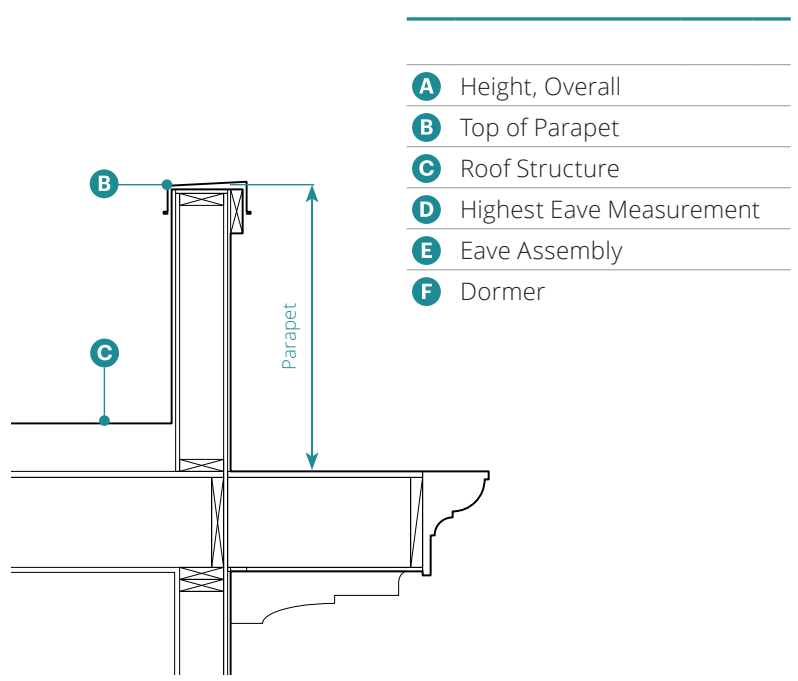 A Height, Overall
B Top of Parapet
C Roof Structure
D Highest Eave Measurement
E Eave Assembly
F Dormer
B
Parapet
C